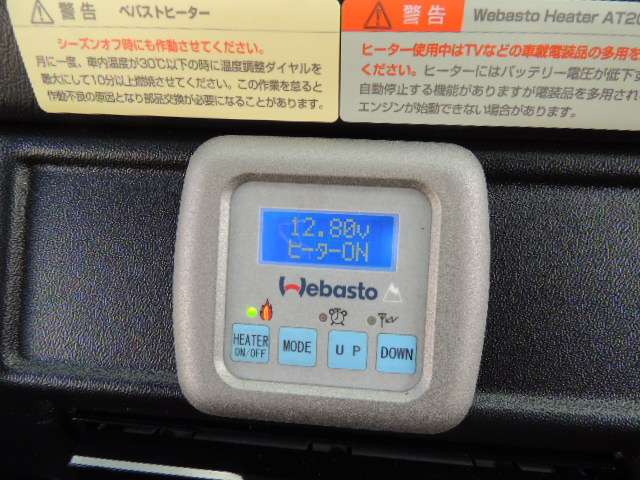 警告 ベバストヒーター
シーズンオフ時にも作動させてください。
月に一度、車内温度が30℃以下の時に温度調整ダイヤルを
最大にして10分以上燃焼させてください。この作業を怠ると
作動不良の原因となり部品交換が必要になることがあります。
警告 Webasto Heater AT20
ヒーター使用中はTVなどの車載電装品の多用を
ください。ヒーターにはバッテリー電圧が低下
自動停止する機能がありますが電装品を多用され
エンジンが始動できない場合があります。
12.80v
ヒーターON
Webasto
HEATER
ON/OFF
MODE
U P
DOWN